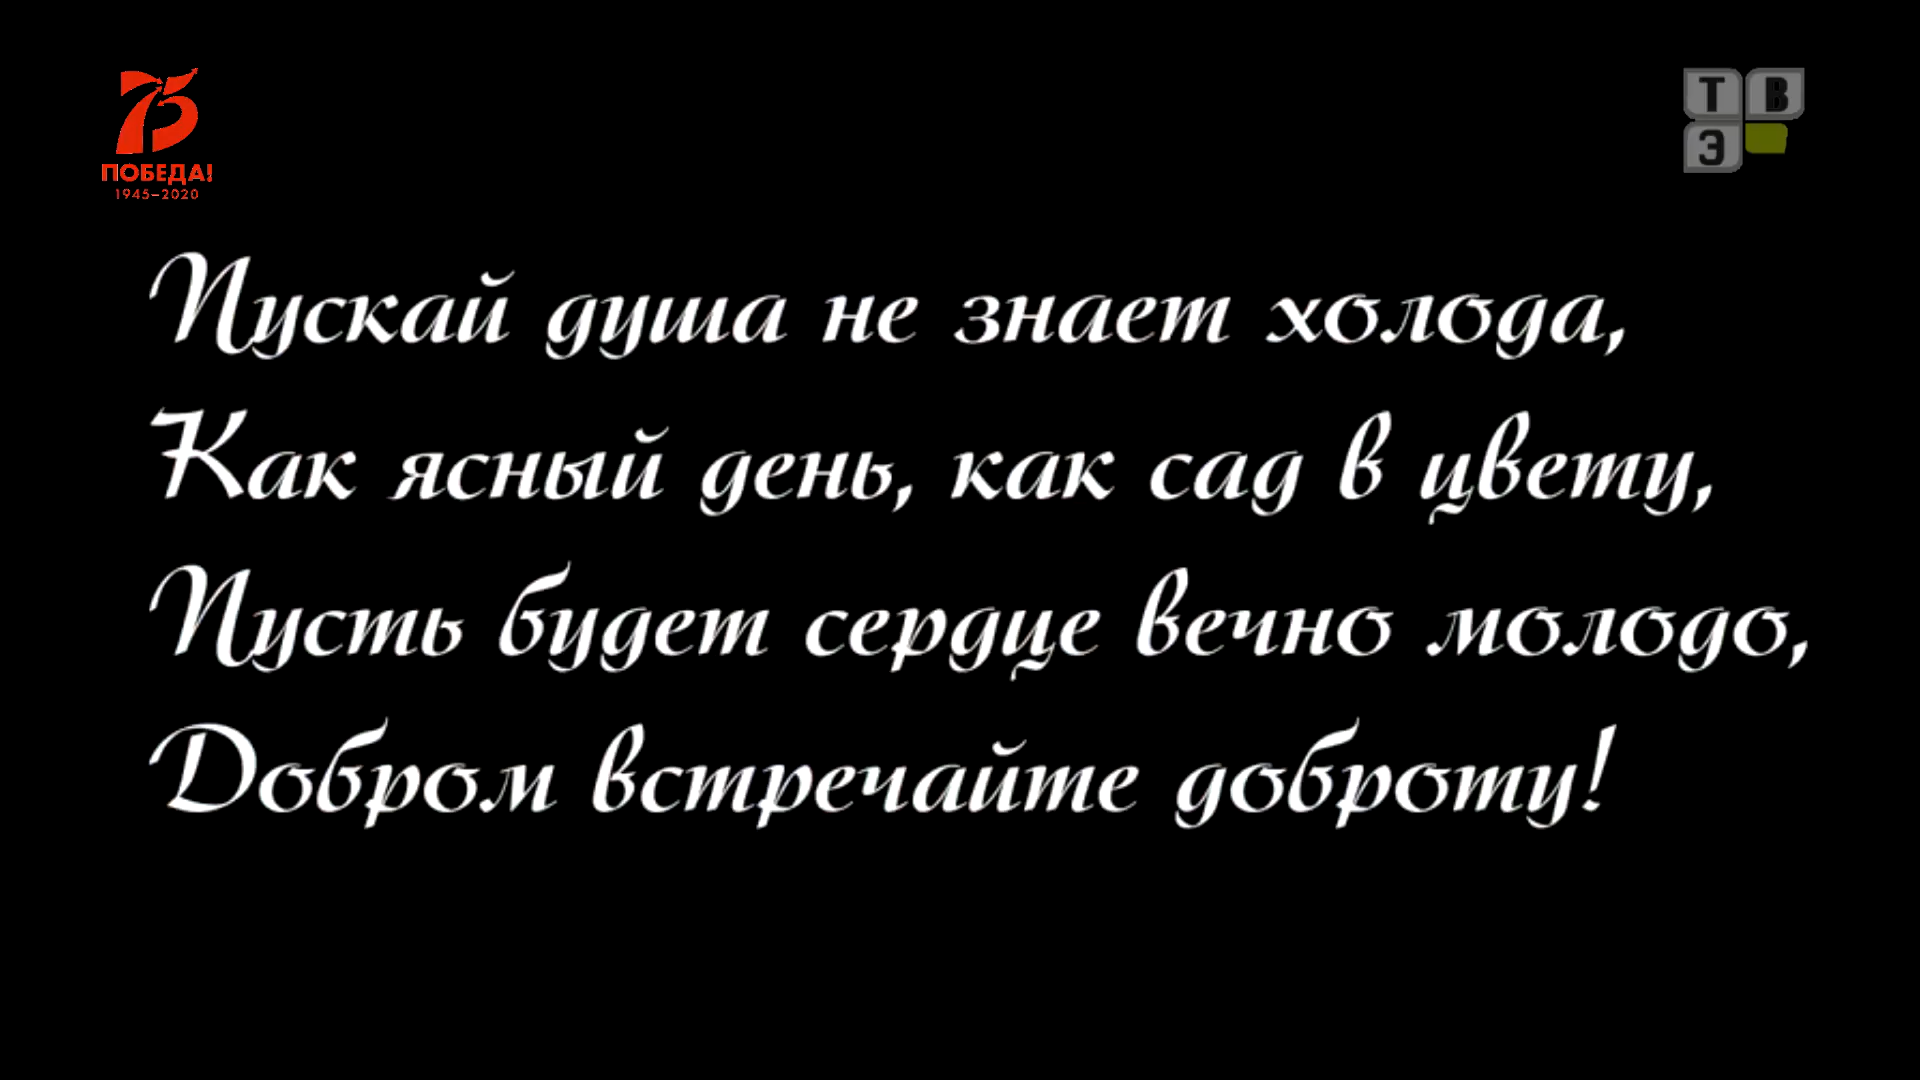 75
ПОБЕДА!
1945–2020
Т В
Э
Пускай душа не знает холода,
Как ясный день, как сад в цвету,
Пусть будет сердце вечно молодо,
Добром встречайте доброту!